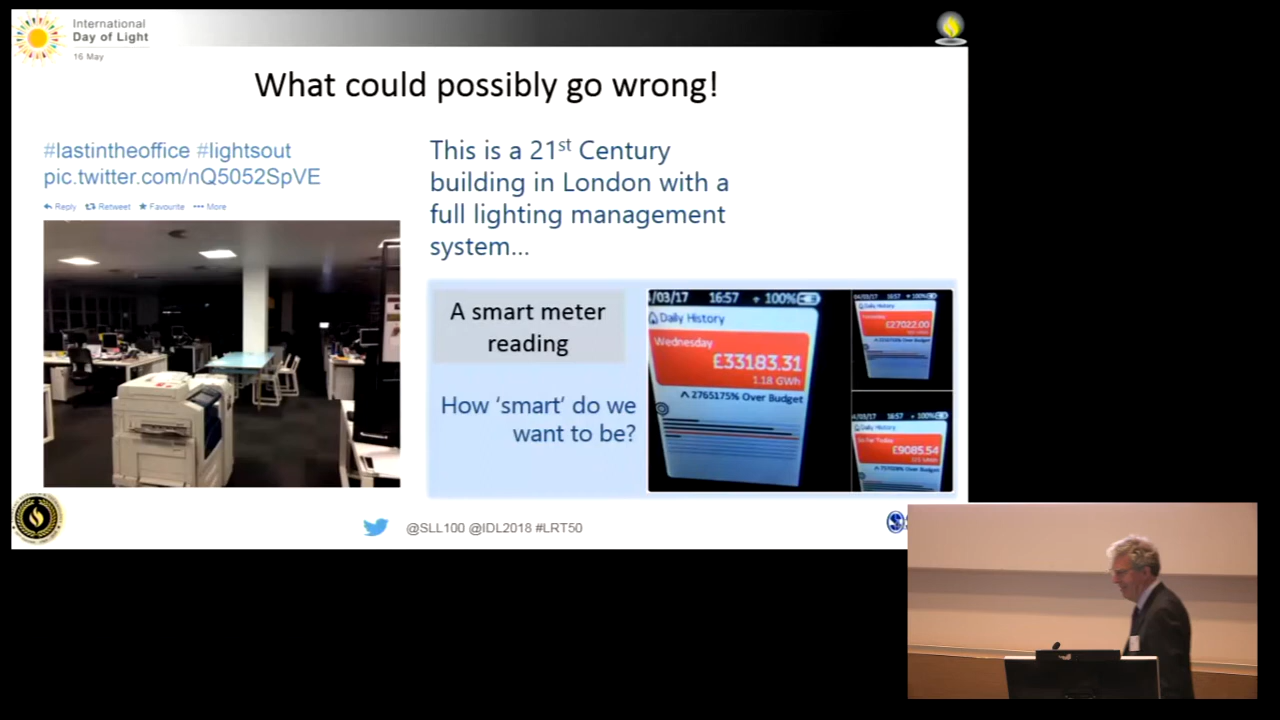 International
Day of Light
16 May
What could possibly go wrong!
#lastintheoffice #lightsout
pic.twitter.com/nQ5052SpVE
Reply Retweet Favourite More
This is a 21st Century
building in London with a
full lighting management
system...
A smart meter
reading
How 'smart' do we
want to be?
/03/17 16:57 100%
Daily History
Wednesday
£33183.31
1.18 GWh
2765175% Over Budget
04/03/17 16:57 100%
Daily History
Yesterday
£27022.00
Over Budget
/03/17 16:57 100%
Daily History
So Far Today
£9085.54
Over Budget
@SLL100 @IDL2018 #LRT50